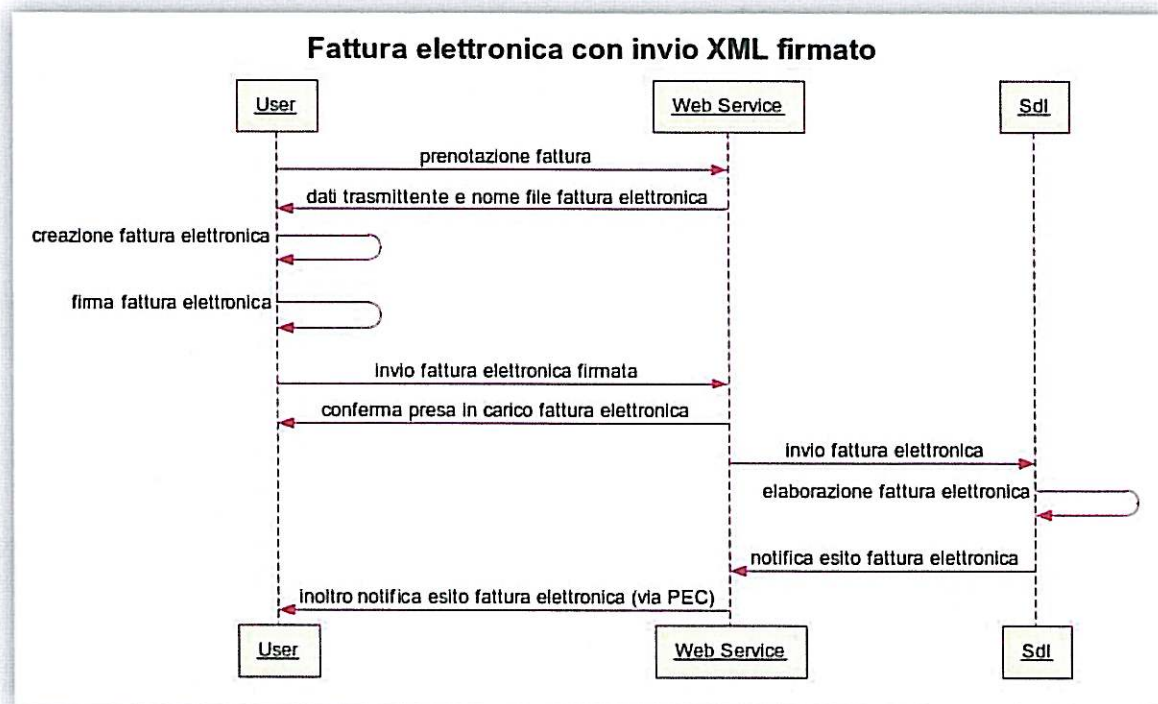 Fattura elettronica con invio XML firmato
User
Web Service
SdI
prenotazione fattura
dati trasmittente e nome file fattura elettronica
creazione fattura elettronica
firma fattura elettronica
invio fattura elettronica firmata
conferma presa in carico fattura elettronica
invio fattura elettronica
elaborazione fattura elettronica
notifica esito fattura elettronica
inoltro notifica esito fattura elettronica (via PEC)
User
Web Service
SdI